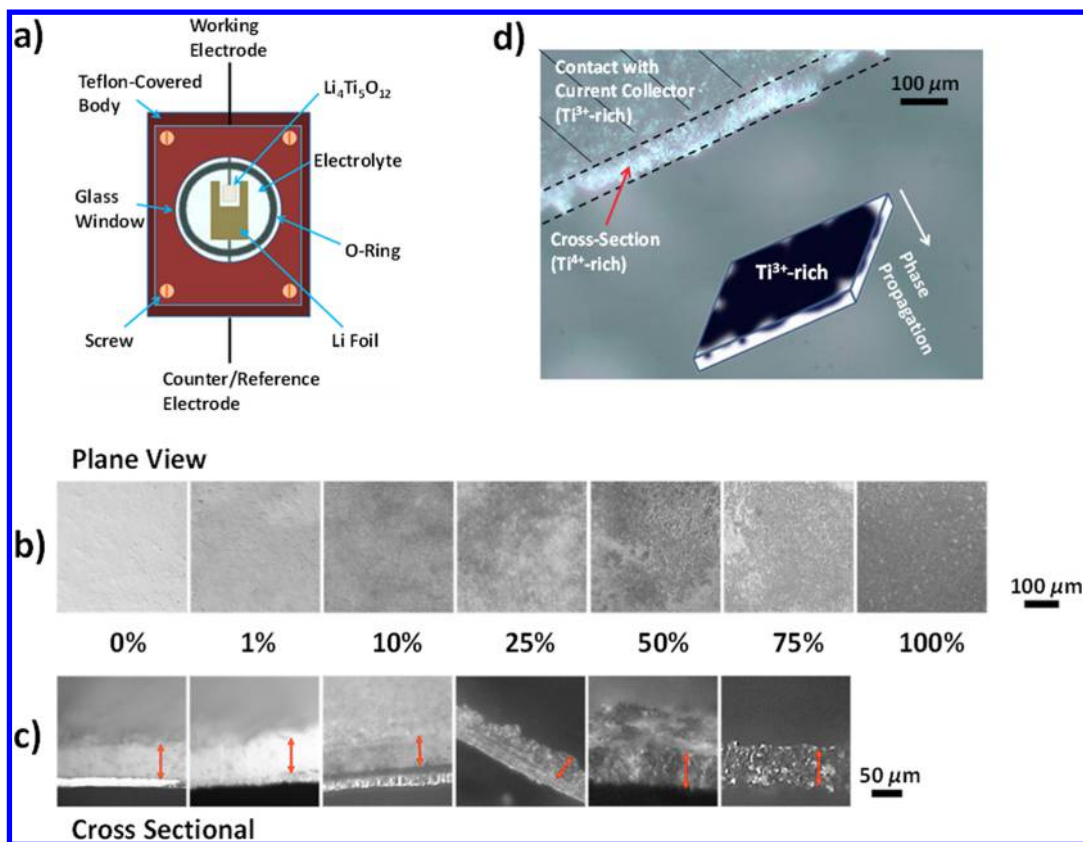 a)
Working
Electrode
Teflon-Covered
Body
Li₄Ti₅O₁₂
Electrolyte
Glass
Window
O-Ring
Screw
Li Foil
Counter/Reference
Electrode
d)
Contact with
Current Collector
(Ti³⁺-rich)
100 µm
Cross-Section
(Ti⁴⁺-rich)
Ti³⁺-rich
Phase
Propagation
Plane View
b)
100 µm
0% 1% 10% 25% 50% 75% 100%
c)
50 µm
Cross Sectional